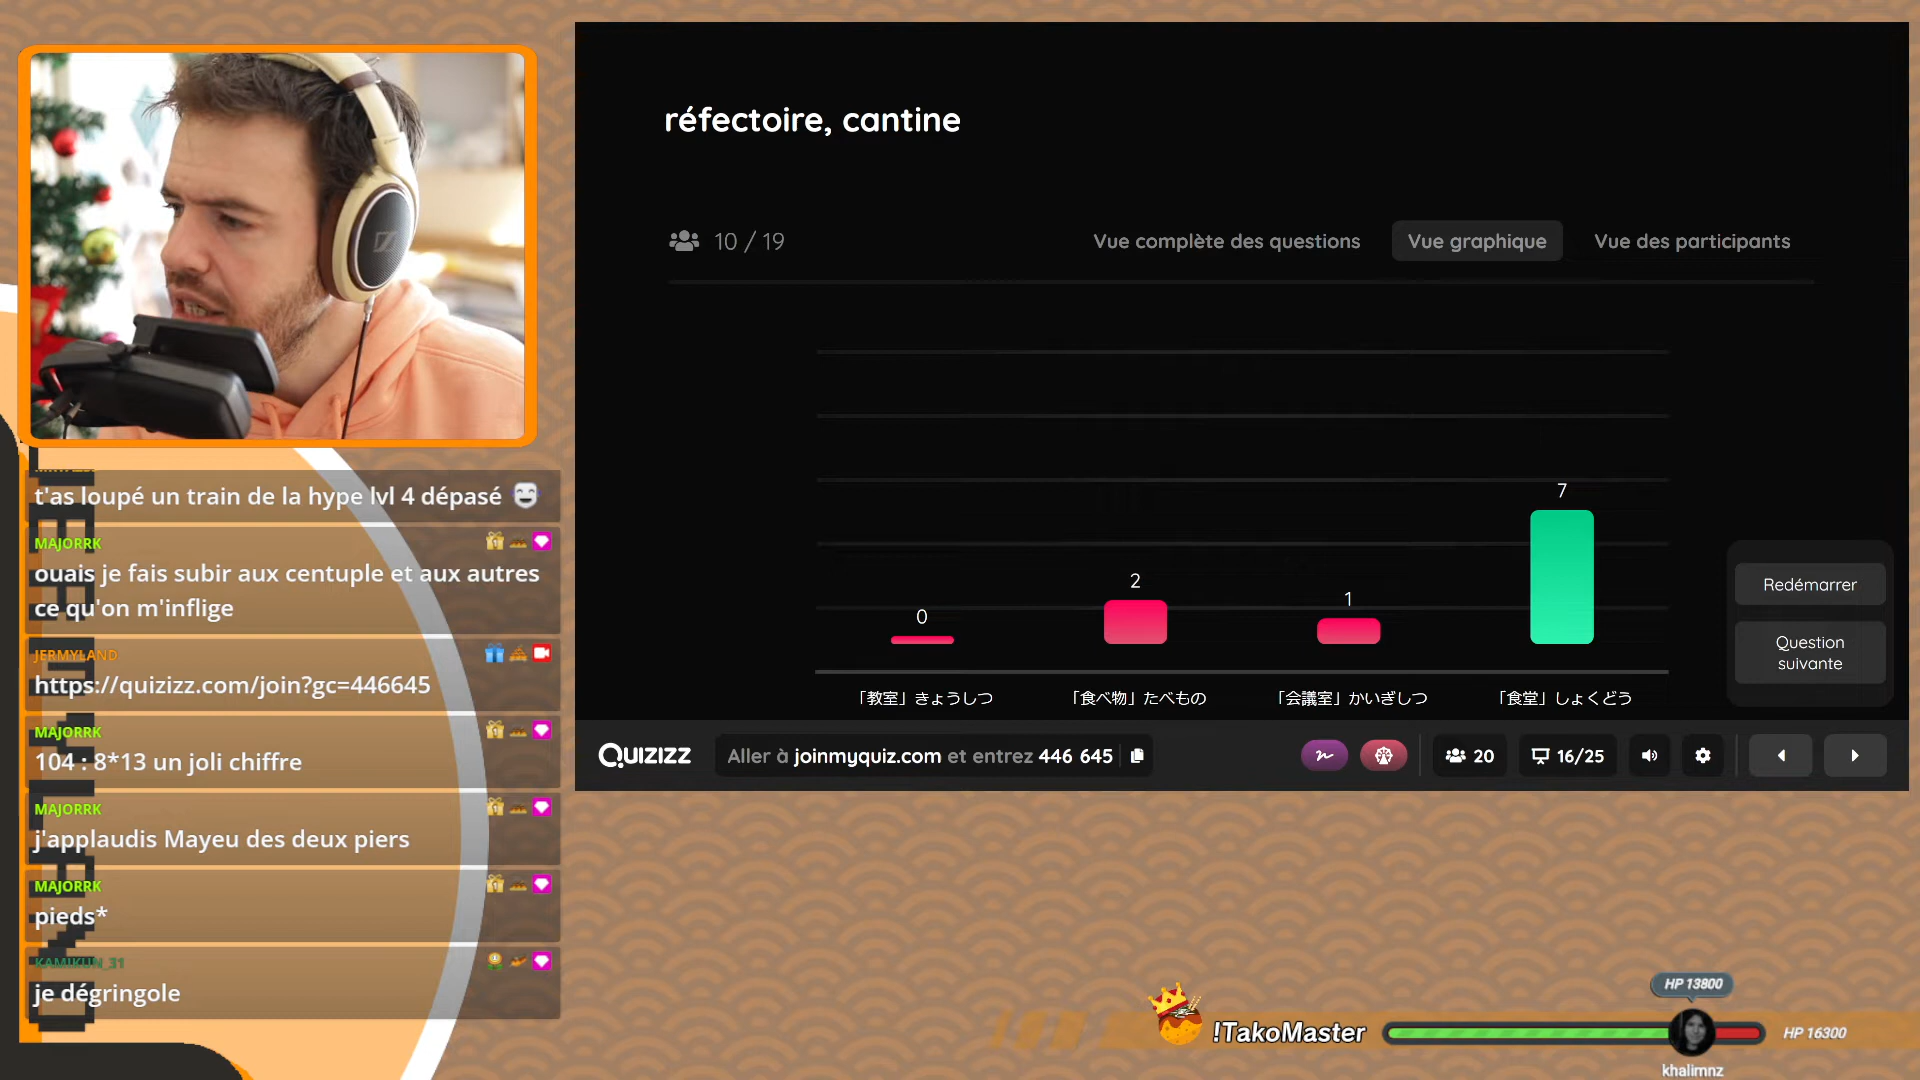 réfectoire, cantine
10 / 19
Vue complète des questions
Vue graphique
Vue des participants
0
2
1
7
「教室」きょうしつ
「食べ物」たべもの
「会議室」かいぎしつ
「食堂」しょくどう
Redémarrer
Question
suivante
QUIZIZZ
Aller à joinmyquiz.com et entrez 446 645
20
16/25
t'as loupé un train de la hype lvl 4 dépasé
MAJORRK
ouais je fais subir aux centuple et aux autres
ce qu'on m'inflige
JERMYLAND
https://quizizz.com/join?gc=446645
MAJORRK
104 : 8*13 un joli chiffre
MAJORRK
j'applaudis Mayeu des deux piers
MAJORRK
pieds*
KAMIKUN_31
je dégringole
HP 13800
!TakoMaster
HP 16300
khalimnz